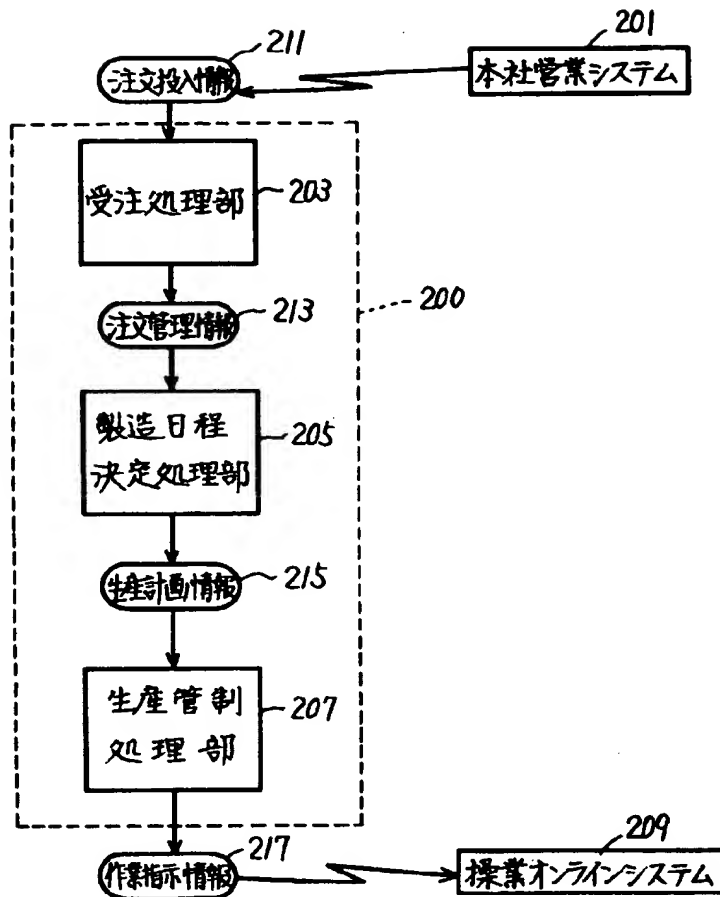 211
201
注文投入情報
本社営業システム
受注処理部
203
注文管理情報
213
200
製造日程
決定処理部
205
生産計画情報
215
生産管制
処理部
207
209
作業指示情報
217
操業オンラインシステム